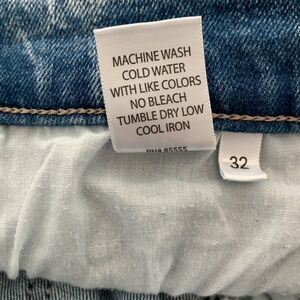 MACHINE WASH
COLD WATER
WITH LIKE COLORS
NO BLEACH
TUMBLE DRY LOW
COOL IRON
32